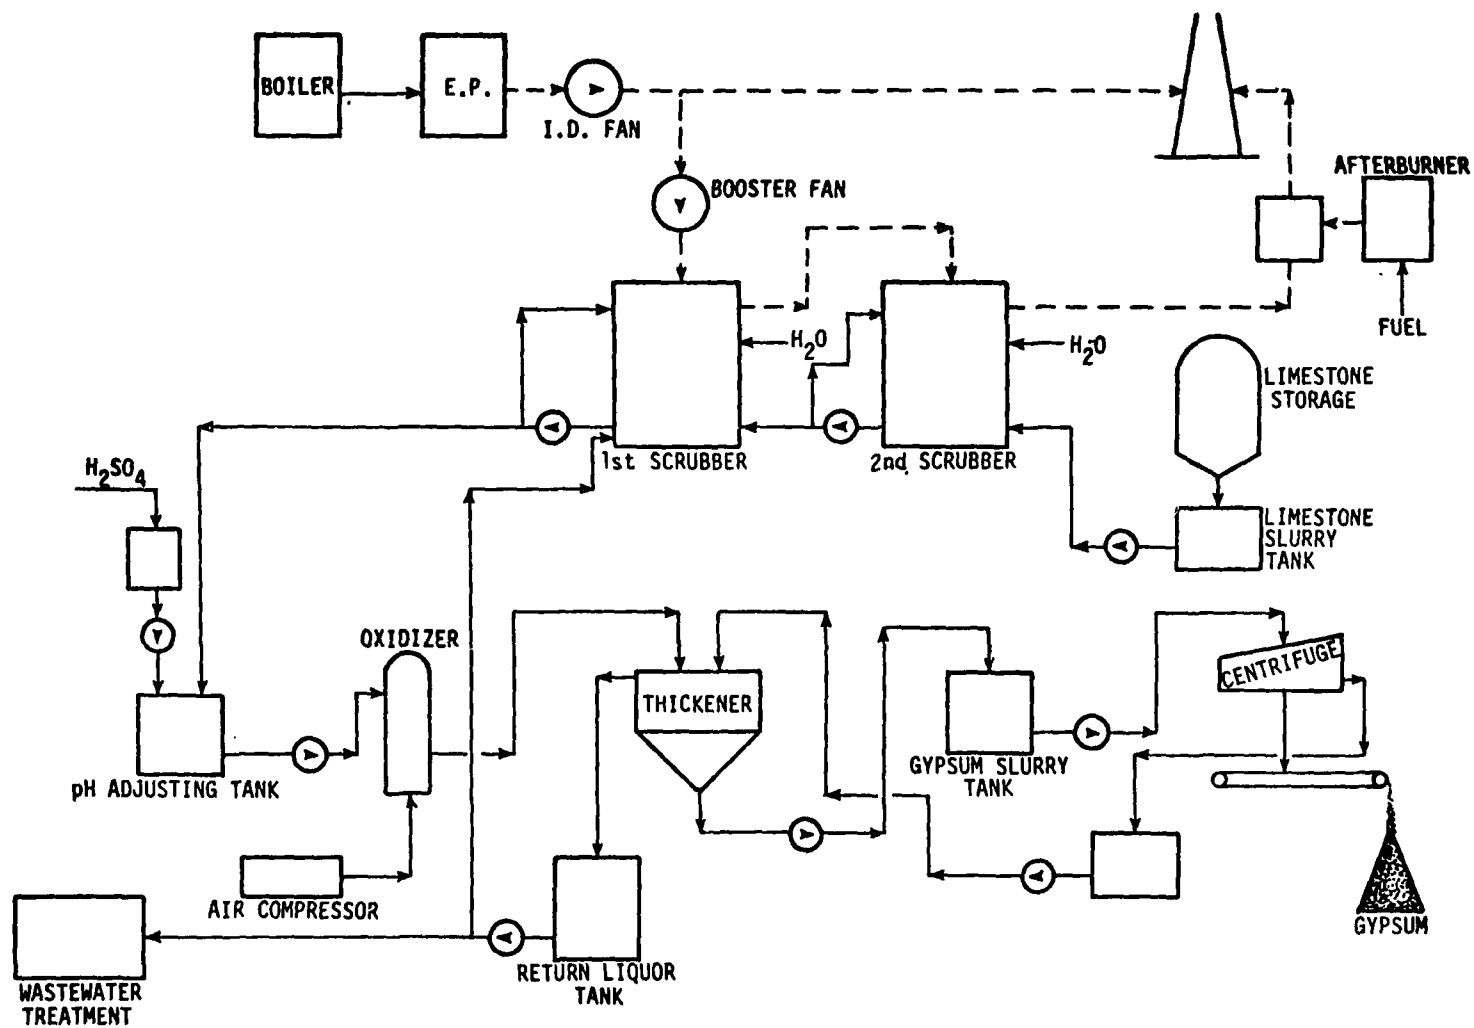 BOILER
E.P.
I.D. FAN
BOOSTER FAN
AFTERBURNER
FUEL
H2O
H2O
LIMESTONE
STORAGE
1st SCRUBBER
2nd SCRUBBER
H2SO4
LIMESTONE
SLURRY
TANK
OXIDIZER
CENTRIFUGE
THICKENER
GYPSUM SLURRY
TANK
pH ADJUSTING TANK
AIR COMPRESSOR
GYPSUM
RETURN LIQUOR
TANK
WASTEWATER
TREATMENT